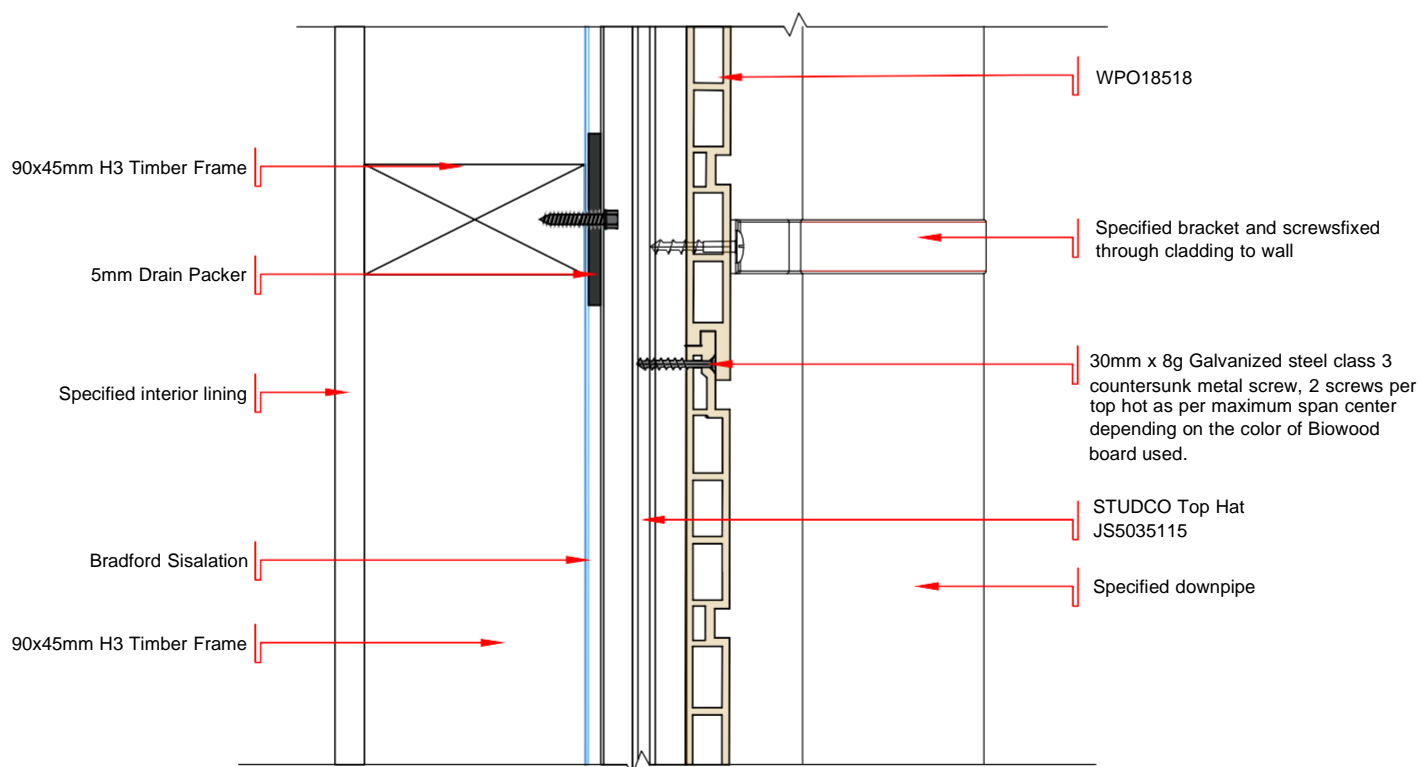 90x45mm H3 Timber Frame
5mm Drain Packer
Specified interior lining
Bradford Sisalation
90x45mm H3 Timber Frame
WPO18518
Specified bracket and screwsfixed
through cladding to wall
30mm x 8g Galvanized steel class 3
countersunk metal screw, 2 screws per
top hot as per maximum span center
depending on the color of Biowood
board used.
STUDCO Top Hat
JS5035115
Specified downpipe